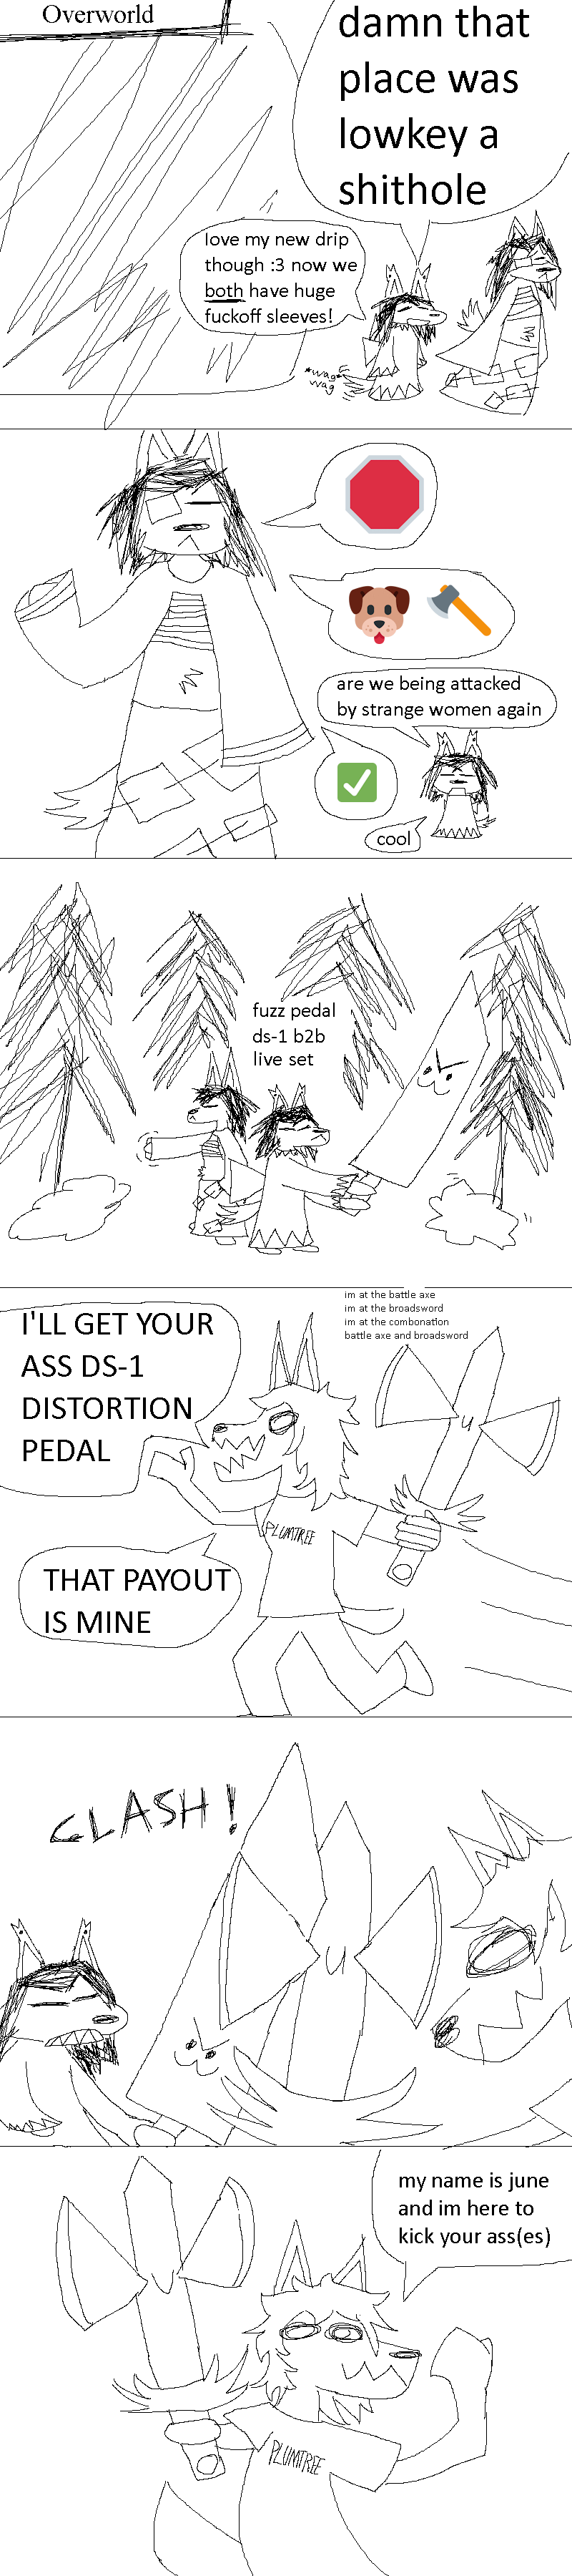 Overworld
damn that
place was
lowkey a
shithole
love my new drip
though :3 now we
both have huge
fuckoff sleeves!
*wag*
wag
are we being attacked
by strange women again
cool
fuzz pedal
ds-1 b2b
live set
im at the battle axe
im at the broadsword
im at the combonation
battle axe and broadsword
I'LL GET YOUR
ASS DS-1
DISTORTION
PEDAL
PLUMTREE
THAT PAYOUT
IS MINE
CLASH!
my name is june
and im here to
kick your ass(es)
PLUMTREE